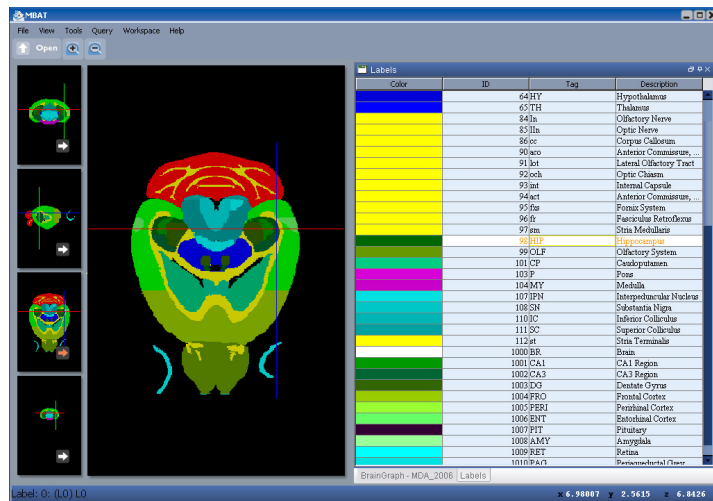 MBAT
File View Tools Query Workspace Help
Open
Labels
Color ID Tag Description
64 HY Hypothalamus
65 TH Thalamus
84 In Olfactory Nerve
85 IIn Optic Nerve
86 cc Corpus Callosum
90 aco Anterior Commissure, ...
91 lot Lateral Olfactory Tract
92 och Optic Chiasm
93 int Internal Capsule
94 act Anterior Commissure, ...
95 fxs Fornix System
96 fr Fasciculus Retroflexus
97 sm Stria Medullaris
98 HIP Hippocampus
99 OLF Olfactory System
101 CP Caudoputamen
103 P Pons
104 MY Medulla
107 IPN Interpeduncular Nucleus
108 SN Substantia Nigra
110 IC Inferior Colliculus
111 SC Superior Colliculus
112 st Stria Terminalis
1000 BR Brain
1001 CA1 CA1 Region
1002 CA3 CA3 Region
1003 DG Dentate Gyrus
1004 FRO Frontal Cortex
1005 PERI Perirhinal Cortex
1006 ENT Entorhinal Cortex
1007 PIT Pituitary
1008 AMY Amygdala
1009 RET Retina
1010 PAG Periaqueductal Grey
BrainGraph - MDA_2006 Labels
Label: 0: (L0) L0 x 6.98007 y 2.5615 z 6.8426